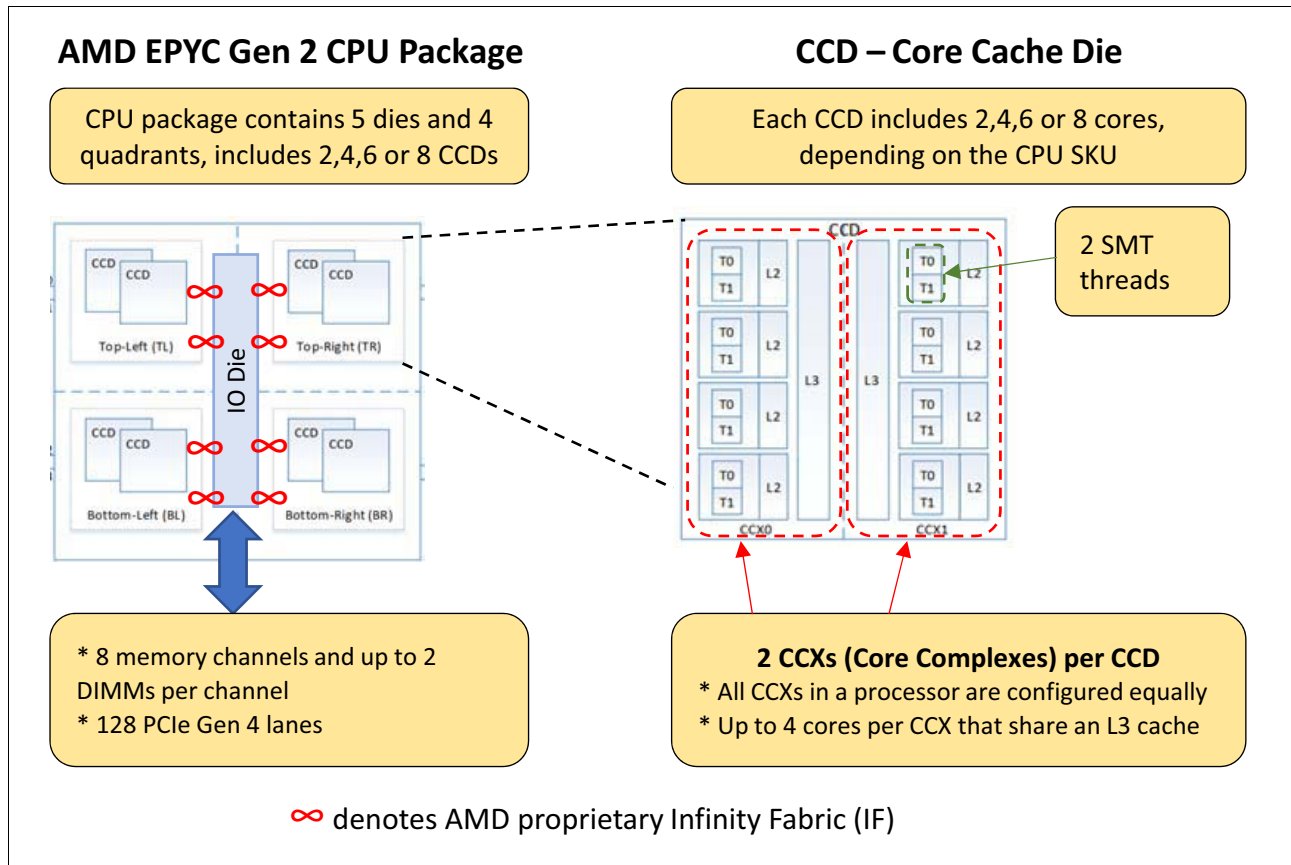 AMD EPYC Gen 2 CPU Package
CPU package contains 5 dies and 4
quadrants, includes 2,4,6 or 8 CCDs
CCD
CCD
Top-Left (TL)
CCD
CCD
Top-Right (TR)
IO Die
CCD
CCD
Bottom-Left (BL)
CCD
CCD
Bottom-Right (BR)
* 8 memory channels and up to 2
DIMMs per channel
* 128 PCIe Gen 4 lanes
CCD – Core Cache Die
Each CCD includes 2,4,6 or 8 cores,
depending on the CPU SKU
CCD
T0
T1
L2
T0
T1
L2
T0
T1
L2
T0
T1
L2
L3
CCX0
L3
T0
T1
L2
T0
T1
L2
T0
T1
L2
T0
T1
L2
CCX1
2 SMT
threads
2 CCXs (Core Complexes) per CCD
* All CCXs in a processor are configured equally
* Up to 4 cores per CCX that share an L3 cache
denotes AMD proprietary Infinity Fabric (IF)